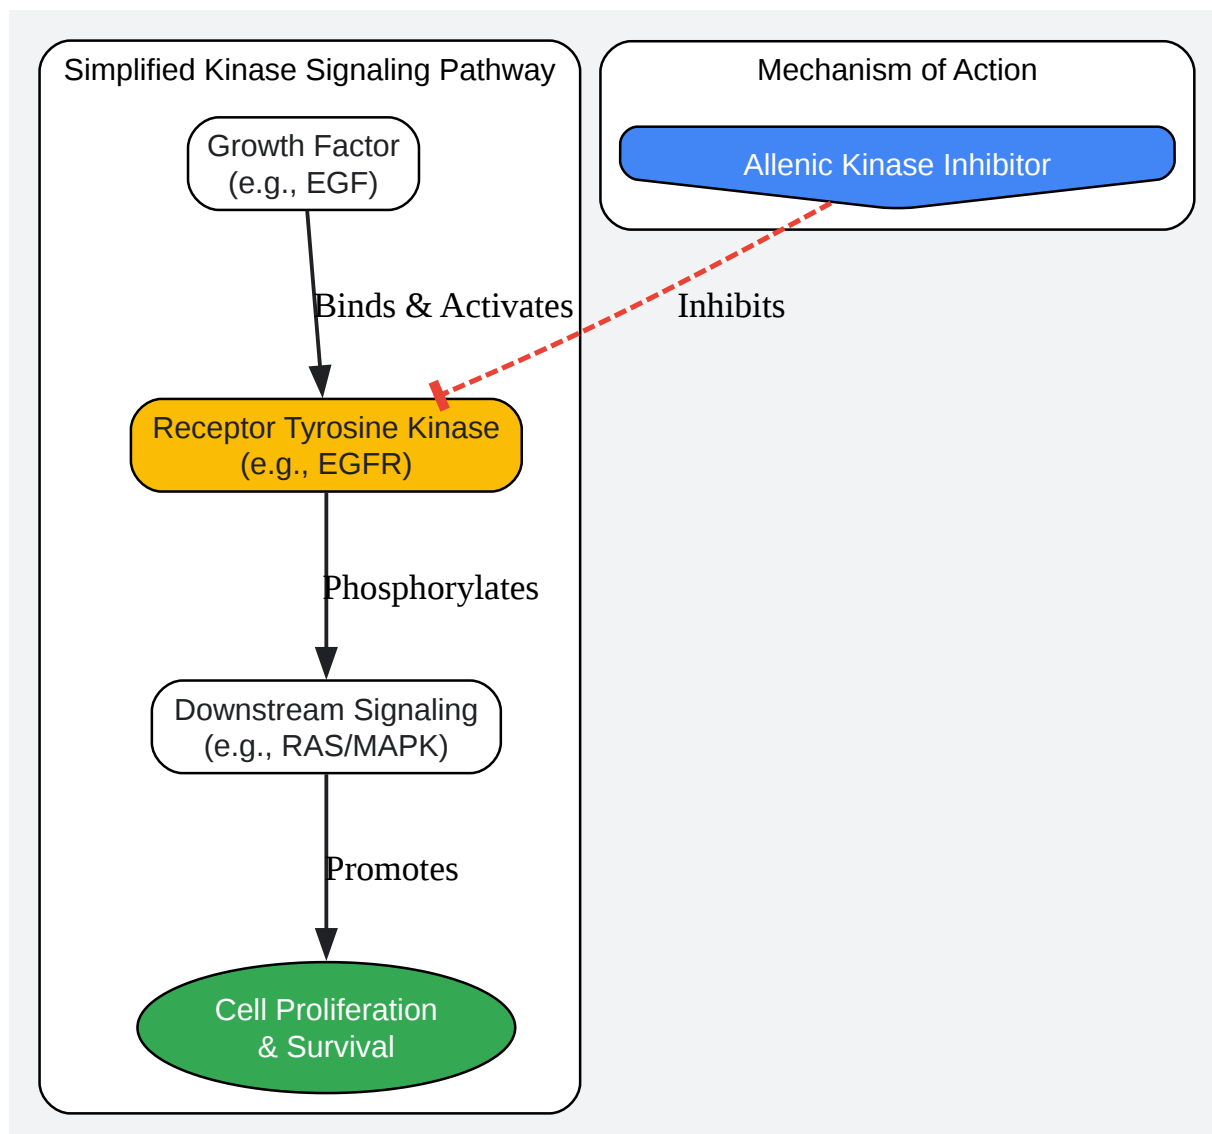 Simplified Kinase Signaling Pathway
Growth Factor
(e.g., EGF)
Binds & Activates
Receptor Tyrosine Kinase
(e.g., EGFR)
Phosphorylates
Downstream Signaling
(e.g., RAS/MAPK)
Promotes
Cell Proliferation
& Survival
Mechanism of Action
Allenic Kinase Inhibitor
Inhibits